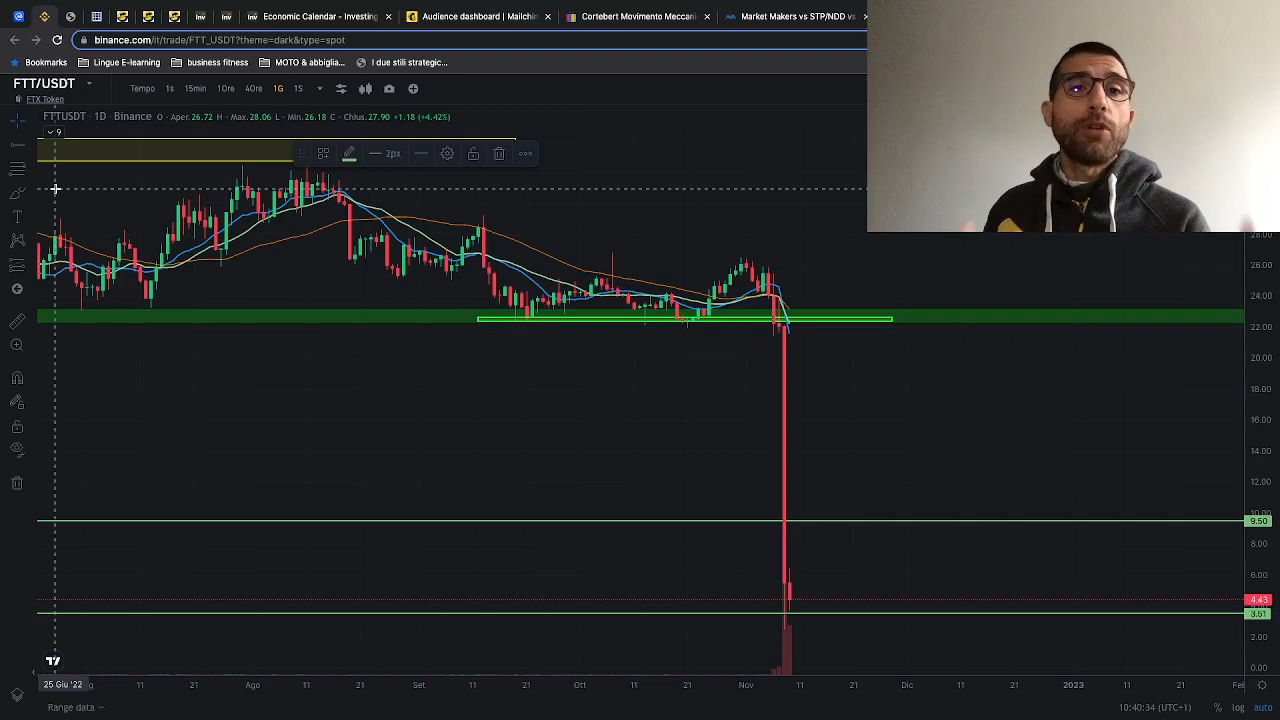 Economic Calendar - Investing
Audience dashboard | Mailchim
Cortebert Movimento Meccani
Market Makers vs STP/NDD vs
binance.com/it/trade/FTT_USDT?theme=dark&type=spot
Bookmarks
Lingue E-learning
business fitness
MOTO & abbiglia...
I due stili strategic...
FTT/USDT
FTX Token
Tempo 1s 15min 1Ore 4Ore 1G 1S
FTTUSDT · 1D · Binance O - Aper.26.72 H - Max.28.06 L - Min.26.18 C - Chius.27.90 +1.18 (+4.42%)
9
2px
28.00
26.00
24.00
22.00
20.00
18.00
16.00
14.00
12.00
10.00
9.50
8.00
6.00
4.43
3.51
2.00
0.00
25 Giu '22
11
21
Ago
11
21
Set
11
21
Ott
11
21
Nov
11
21
Dic
11
21
2023
11
21
Feb
Range data
10:40:34 (UTC+1)
%
log
auto